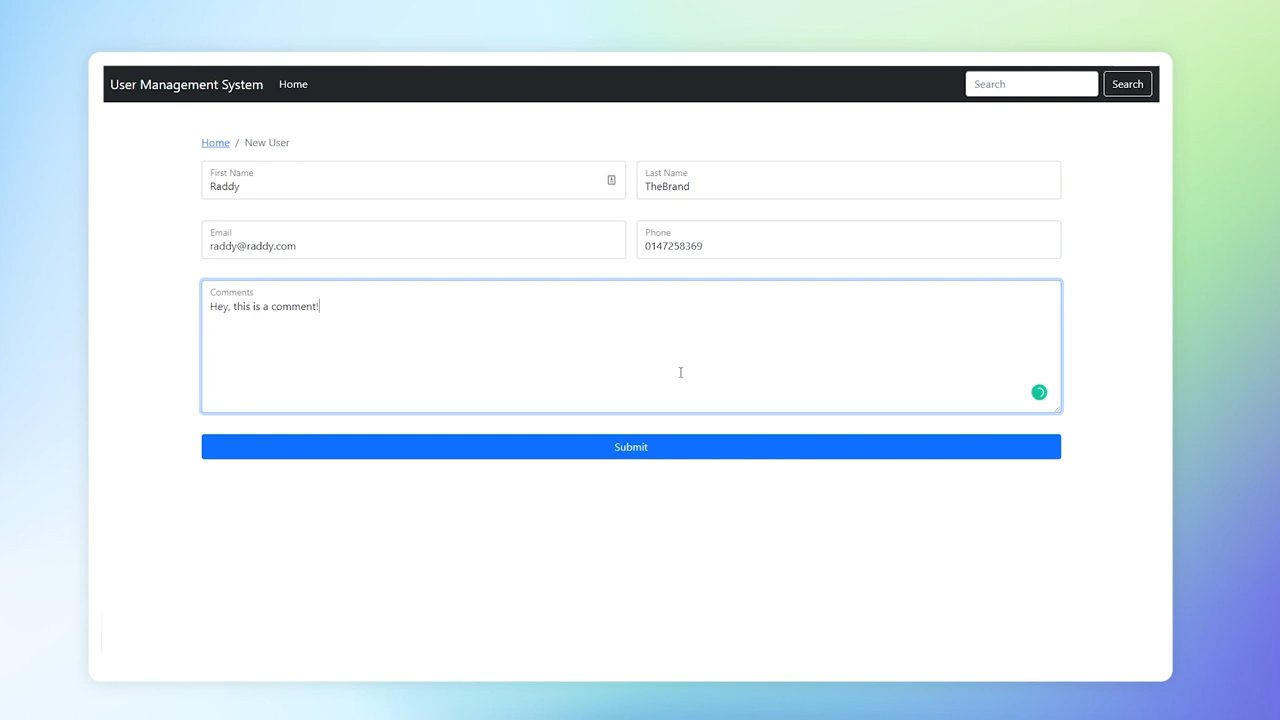 User Management System Home Search Search
Home / New User
First Name Last Name
Raddy TheBrand
Email Phone
raddy@raddy.com 0147258369
Comments
Hey, this is a comment!
Submit